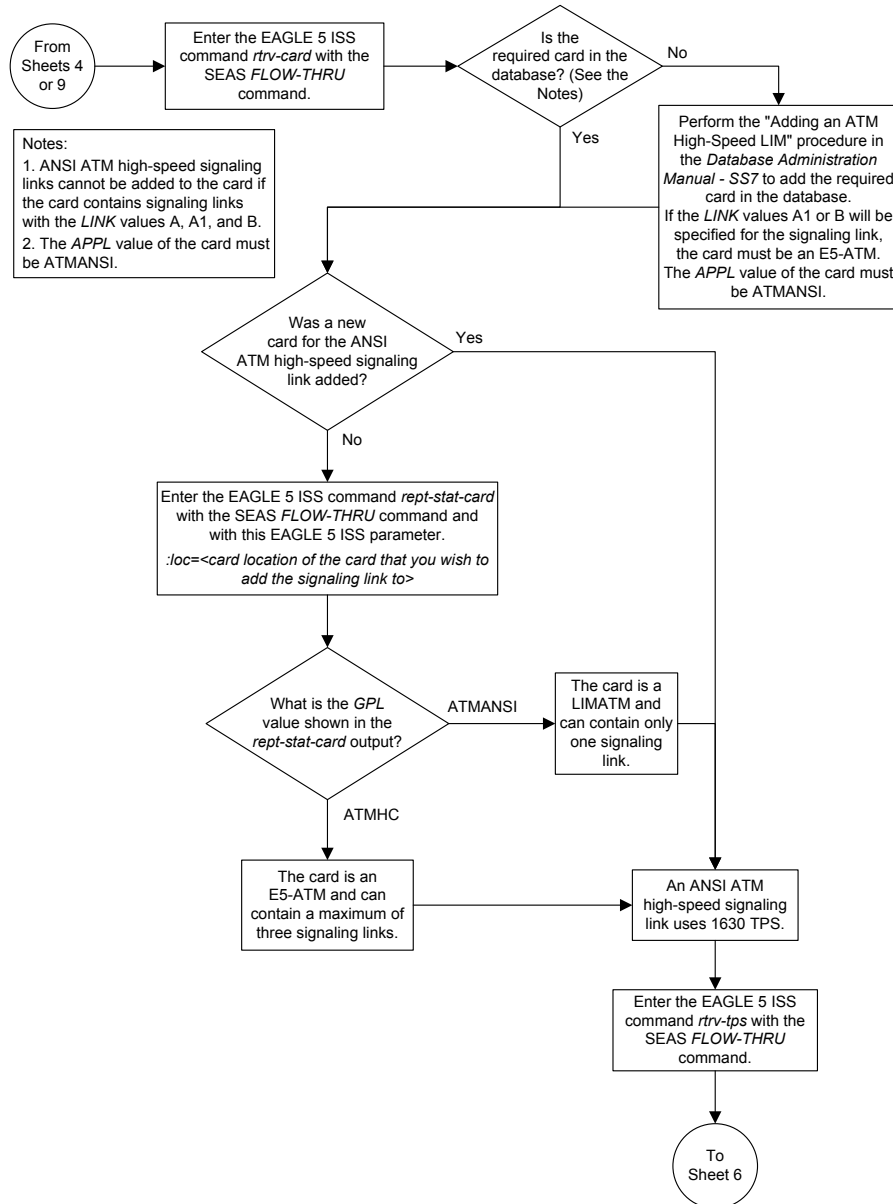 From
Sheets 4
or 9
Enter the EAGLE 5 ISS
command rtrv-card with the
SEAS FLOW-THRU
command.
Is the
required card in the
database? (See the
Notes)
No
Yes
Notes:
1. ANSI ATM high-speed signaling
links cannot be added to the card if
the card contains signaling links
with the LINK values A, A1, and B.
2. The APPL value of the card must
be ATMANSI.
Perform the "Adding an ATM
High-Speed LIM" procedure in
the Database Administration
Manual - SS7 to add the required
card in the database.
If the LINK values A1 or B will be
specified for the signaling link,
the card must be an E5-ATM.
The APPL value of the card must
be ATMANSI.
Was a new
card for the ANSI
ATM high-speed signaling
link added?
Yes
No
Enter the EAGLE 5 ISS command rept-stat-card
with the SEAS FLOW-THRU command and
with this EAGLE 5 ISS parameter.
:loc=<card location of the card that you wish to
add the signaling link to>
What is the GPL
value shown in the
rept-stat-card output?
ATMANSI
The card is a
LIMATM and
can contain only
one signaling
link.
ATMHC
The card is an
E5-ATM and can
contain a maximum of
three signaling links.
An ANSI ATM
high-speed signaling
link uses 1630 TPS.
Enter the EAGLE 5 ISS
command rtrv-tps with the
SEAS FLOW-THRU
command.
To
Sheet 6